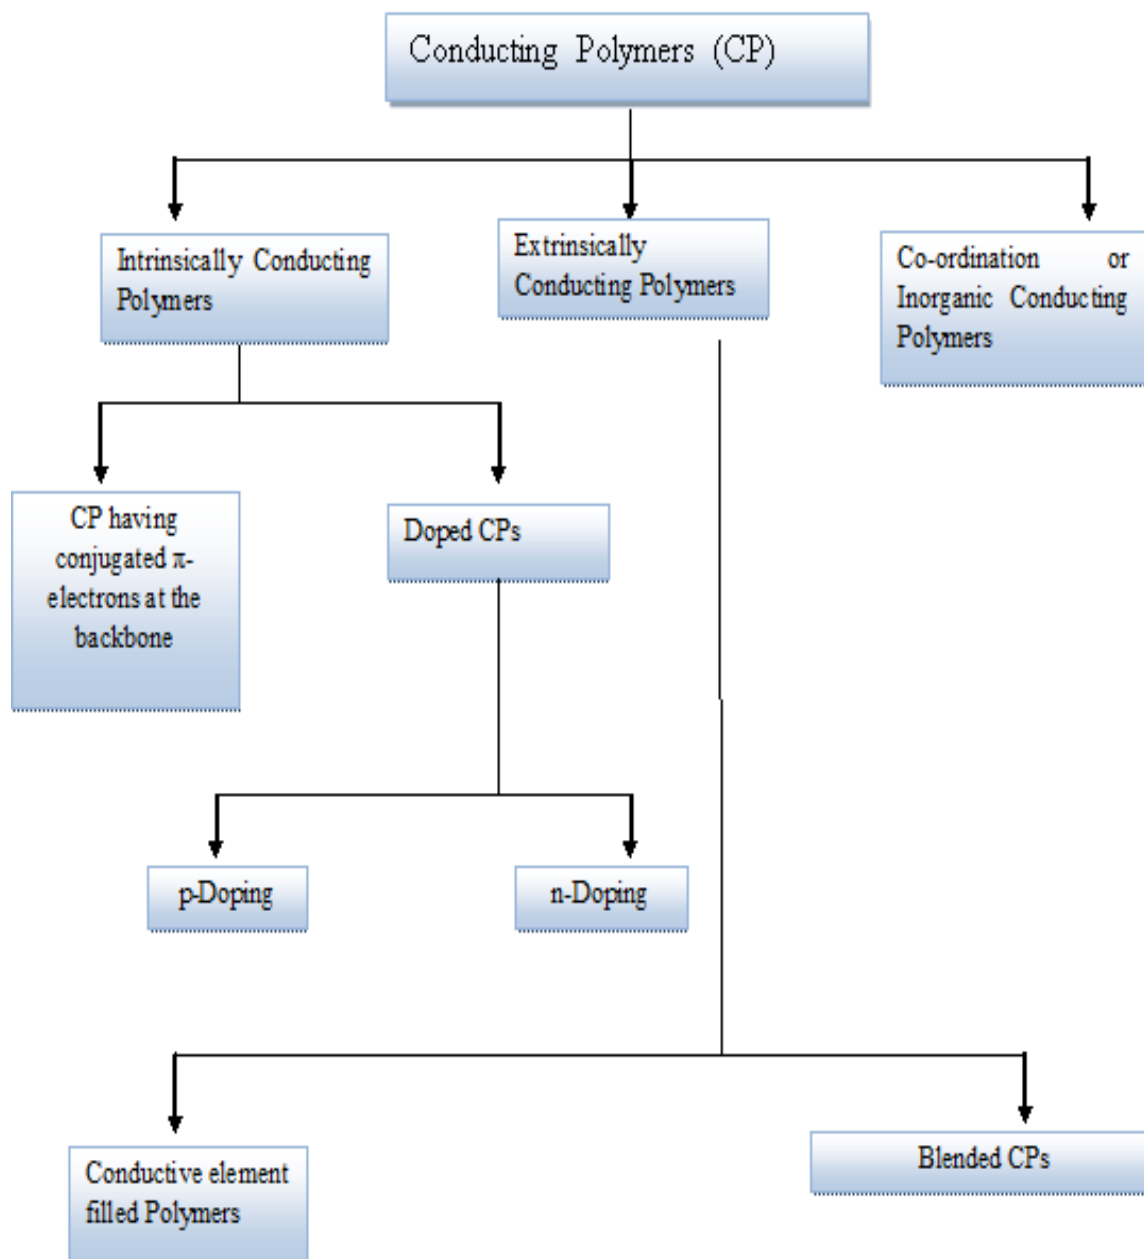 Conducting Polymers (CP)
Intrinsically Conducting
Polymers
Extrinsically
Conducting Polymers
Co-ordination or
Inorganic Conducting
Polymers
CP having
conjugated π-
electrons at the
backbone
Doped CPs
p-Doping
n-Doping
Conductive element
filled Polymers
Blended CPs